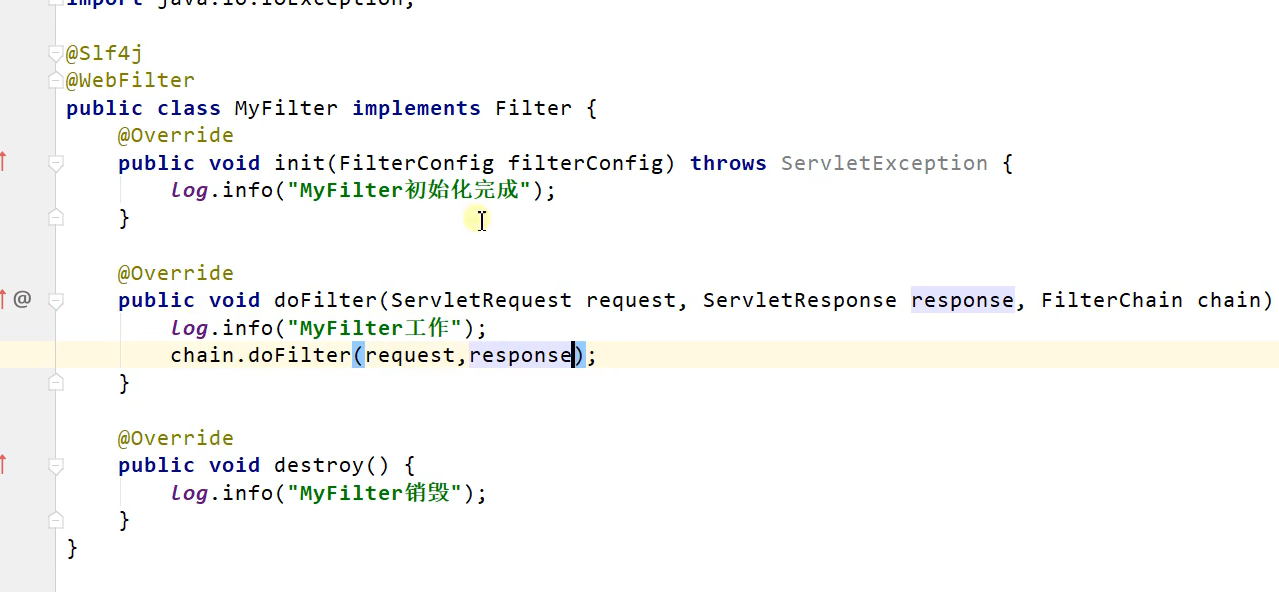 import java.io.IOException;
@Slf4j
@WebFilter
public class MyFilter implements Filter {
@Override
public void init(FilterConfig filterConfig) throws ServletException {
log.info("MyFilter初始化完成");
}
@Override
@ public void doFilter(ServletRequest request, ServletResponse response, FilterChain chain)
log.info("MyFilter工作");
chain.doFilter(request,response);
}
@Override
public void destroy() {
log.info("MyFilter销毁");
}
}